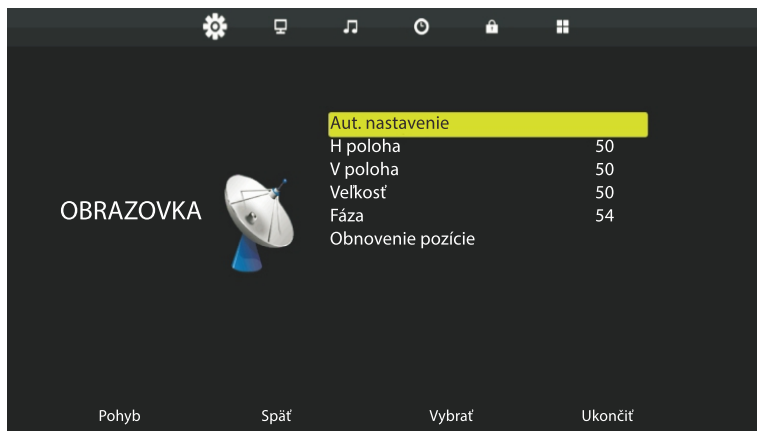 Aut. nastavenie
H poloha 50
V poloha 50
Veľkosť 50
OBRAZOVKA
Fáza 54
Obnovenie pozície
Pohyb Späť Vybrať Ukončiť